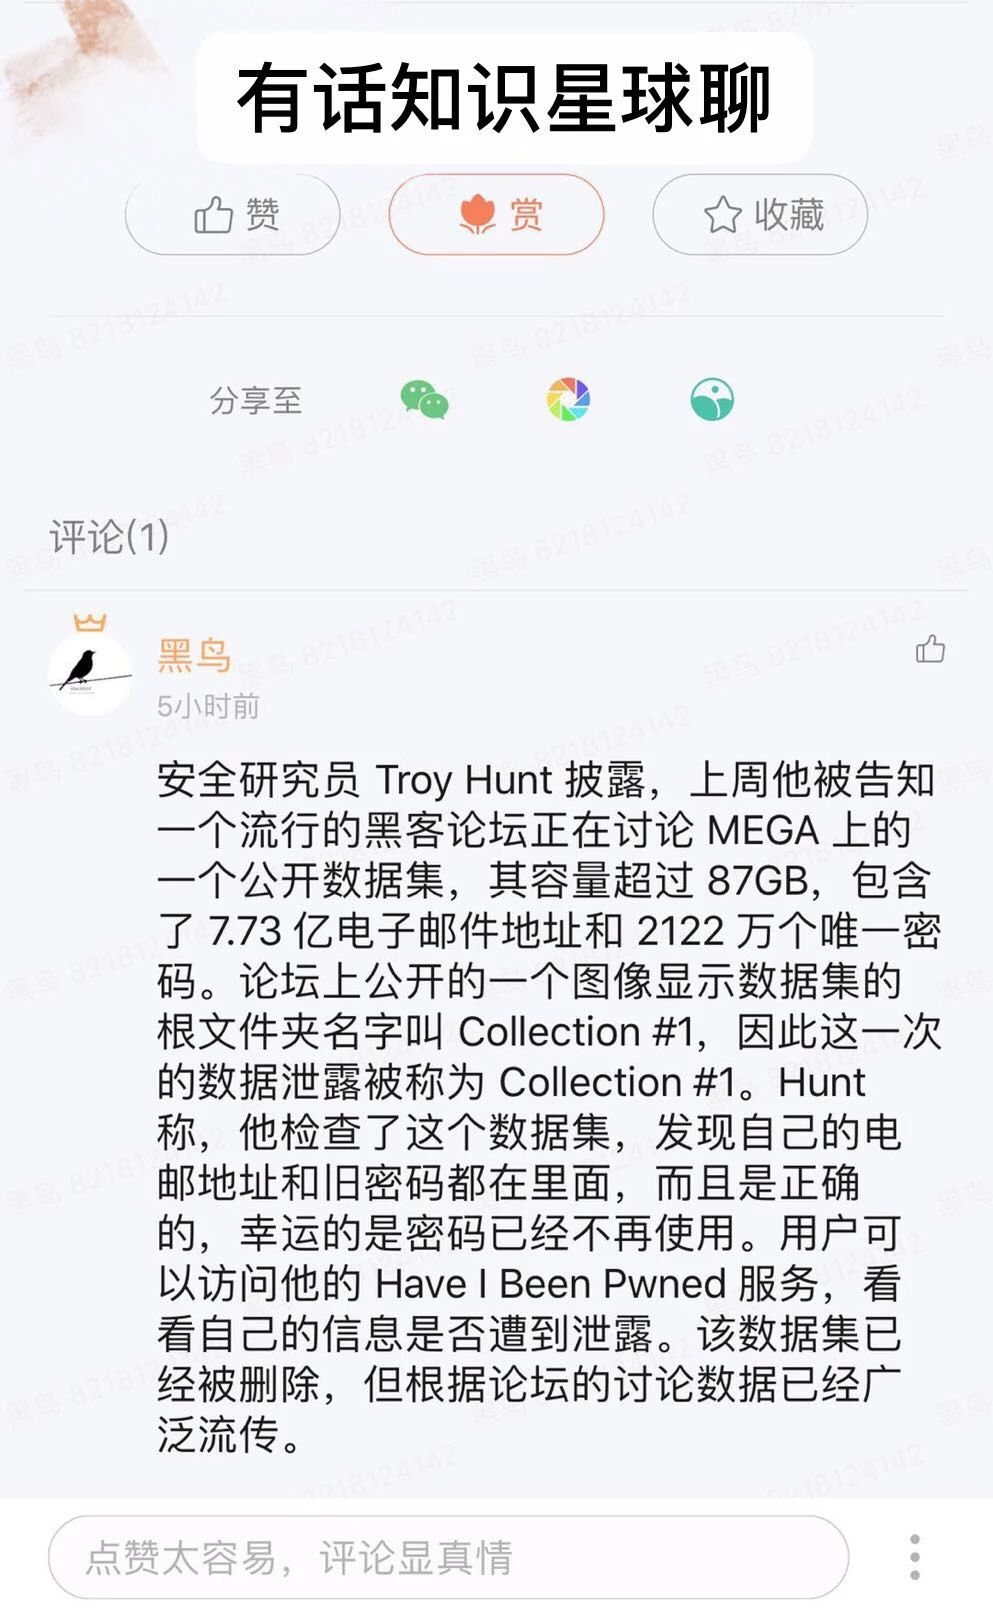 有话知识星球聊
赞
赏
收藏
分享至
评论(1)
黑鸟
5小时前
安全研究员 Troy Hunt 披露，上周他被告知
一个流行的黑客论坛正在讨论 MEGA 上的
一个公开数据集，其容量超过 87GB，包含
了 7.73 亿电子邮件地址和 2122 万个唯一密
码。论坛上公开的一个图像显示数据集的
根文件夹名字叫 Collection #1，因此这一次
的数据泄露被称为 Collection #1。Hunt
称，他检查了这个数据集，发现自己的电
邮地址和旧密码都在里面，而且是正确
的，幸运的是密码已经不再使用。用户可
以访问他的 Have I Been Pwned 服务，看
看自己的信息是否遭到泄露。该数据集已
经被删除，但根据论坛的讨论数据已经广
泛流传。
点赞太容易，评论显真情
黑鸟 8218124142